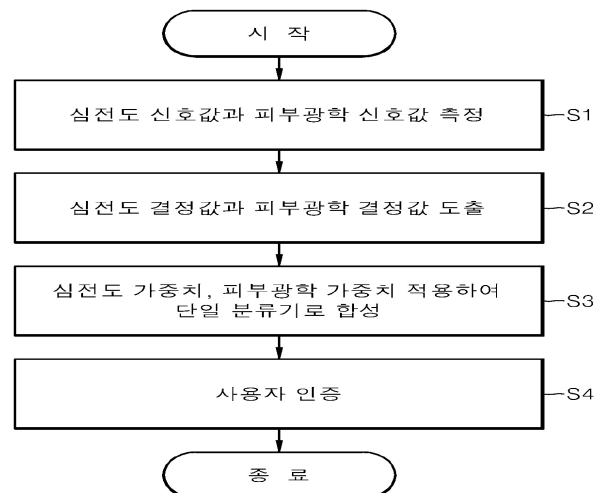 시 작
심전도 신호값과 피부광학 신호값 측정
S1
심전도 결정값과 피부광학 결정값 도출
S2
심전도 가중치, 피부광학 가중치 적용하여
단일 분류기로 합성
S3
사용자 인증
S4
종 료